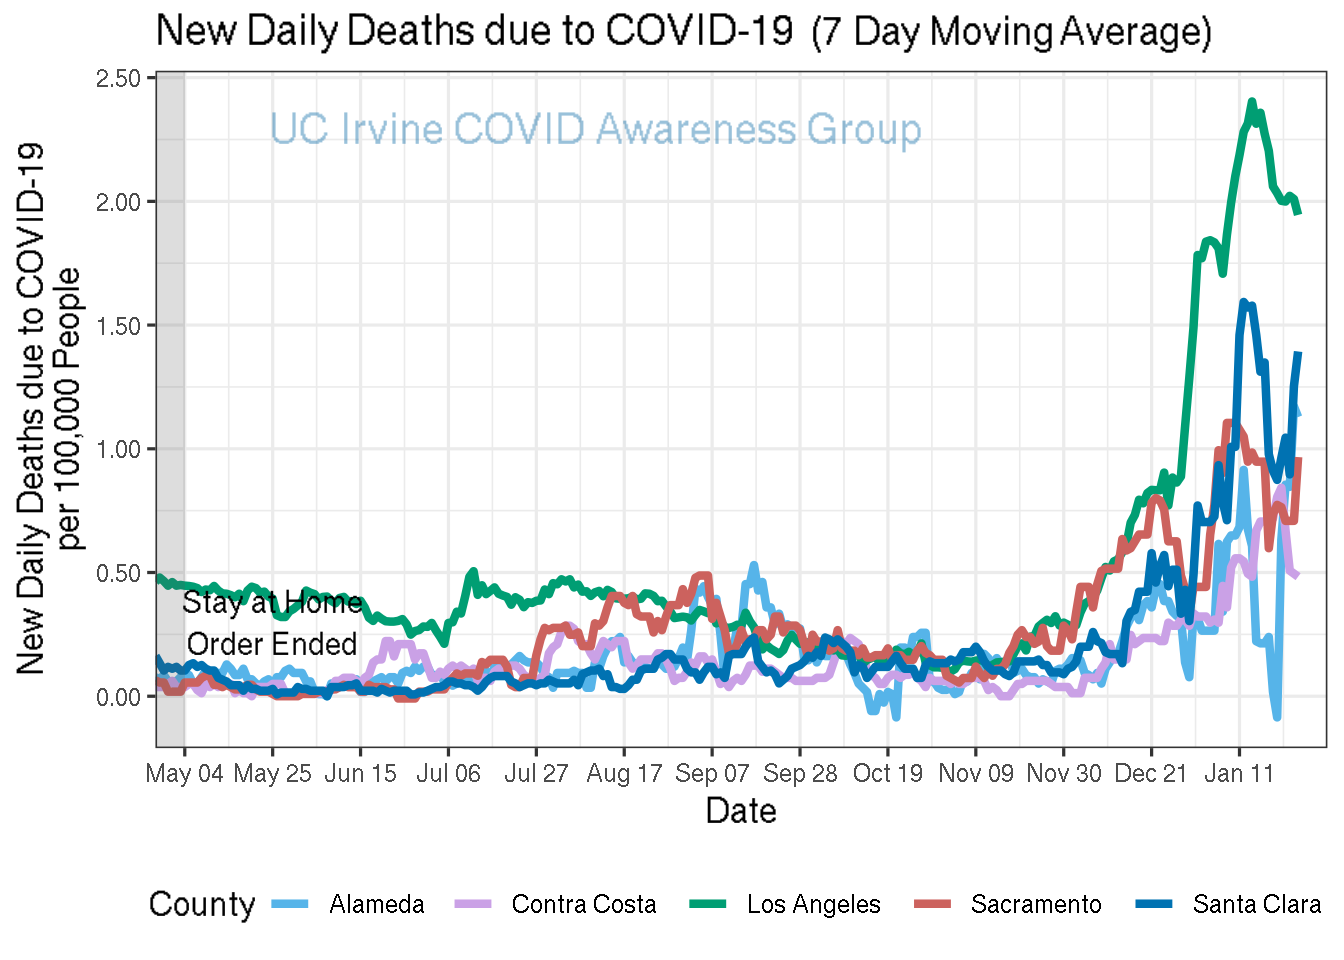 New Daily Deaths due to COVID-19 (7 Day Moving Average)
UC Irvine COVID Awareness Group
New Daily Deaths due to COVID-19
per 100,000 People
2.50
2.00
1.50
1.00
0.50
0.00
Stay at Home
Order Ended
May 04 May 25 Jun 15 Jul 06 Jul 27 Aug 17 Sep 07 Sep 28 Oct 19 Nov 09 Nov 30 Dec 21 Jan 11
Date
County Alameda Contra Costa Los Angeles Sacramento Santa Clara